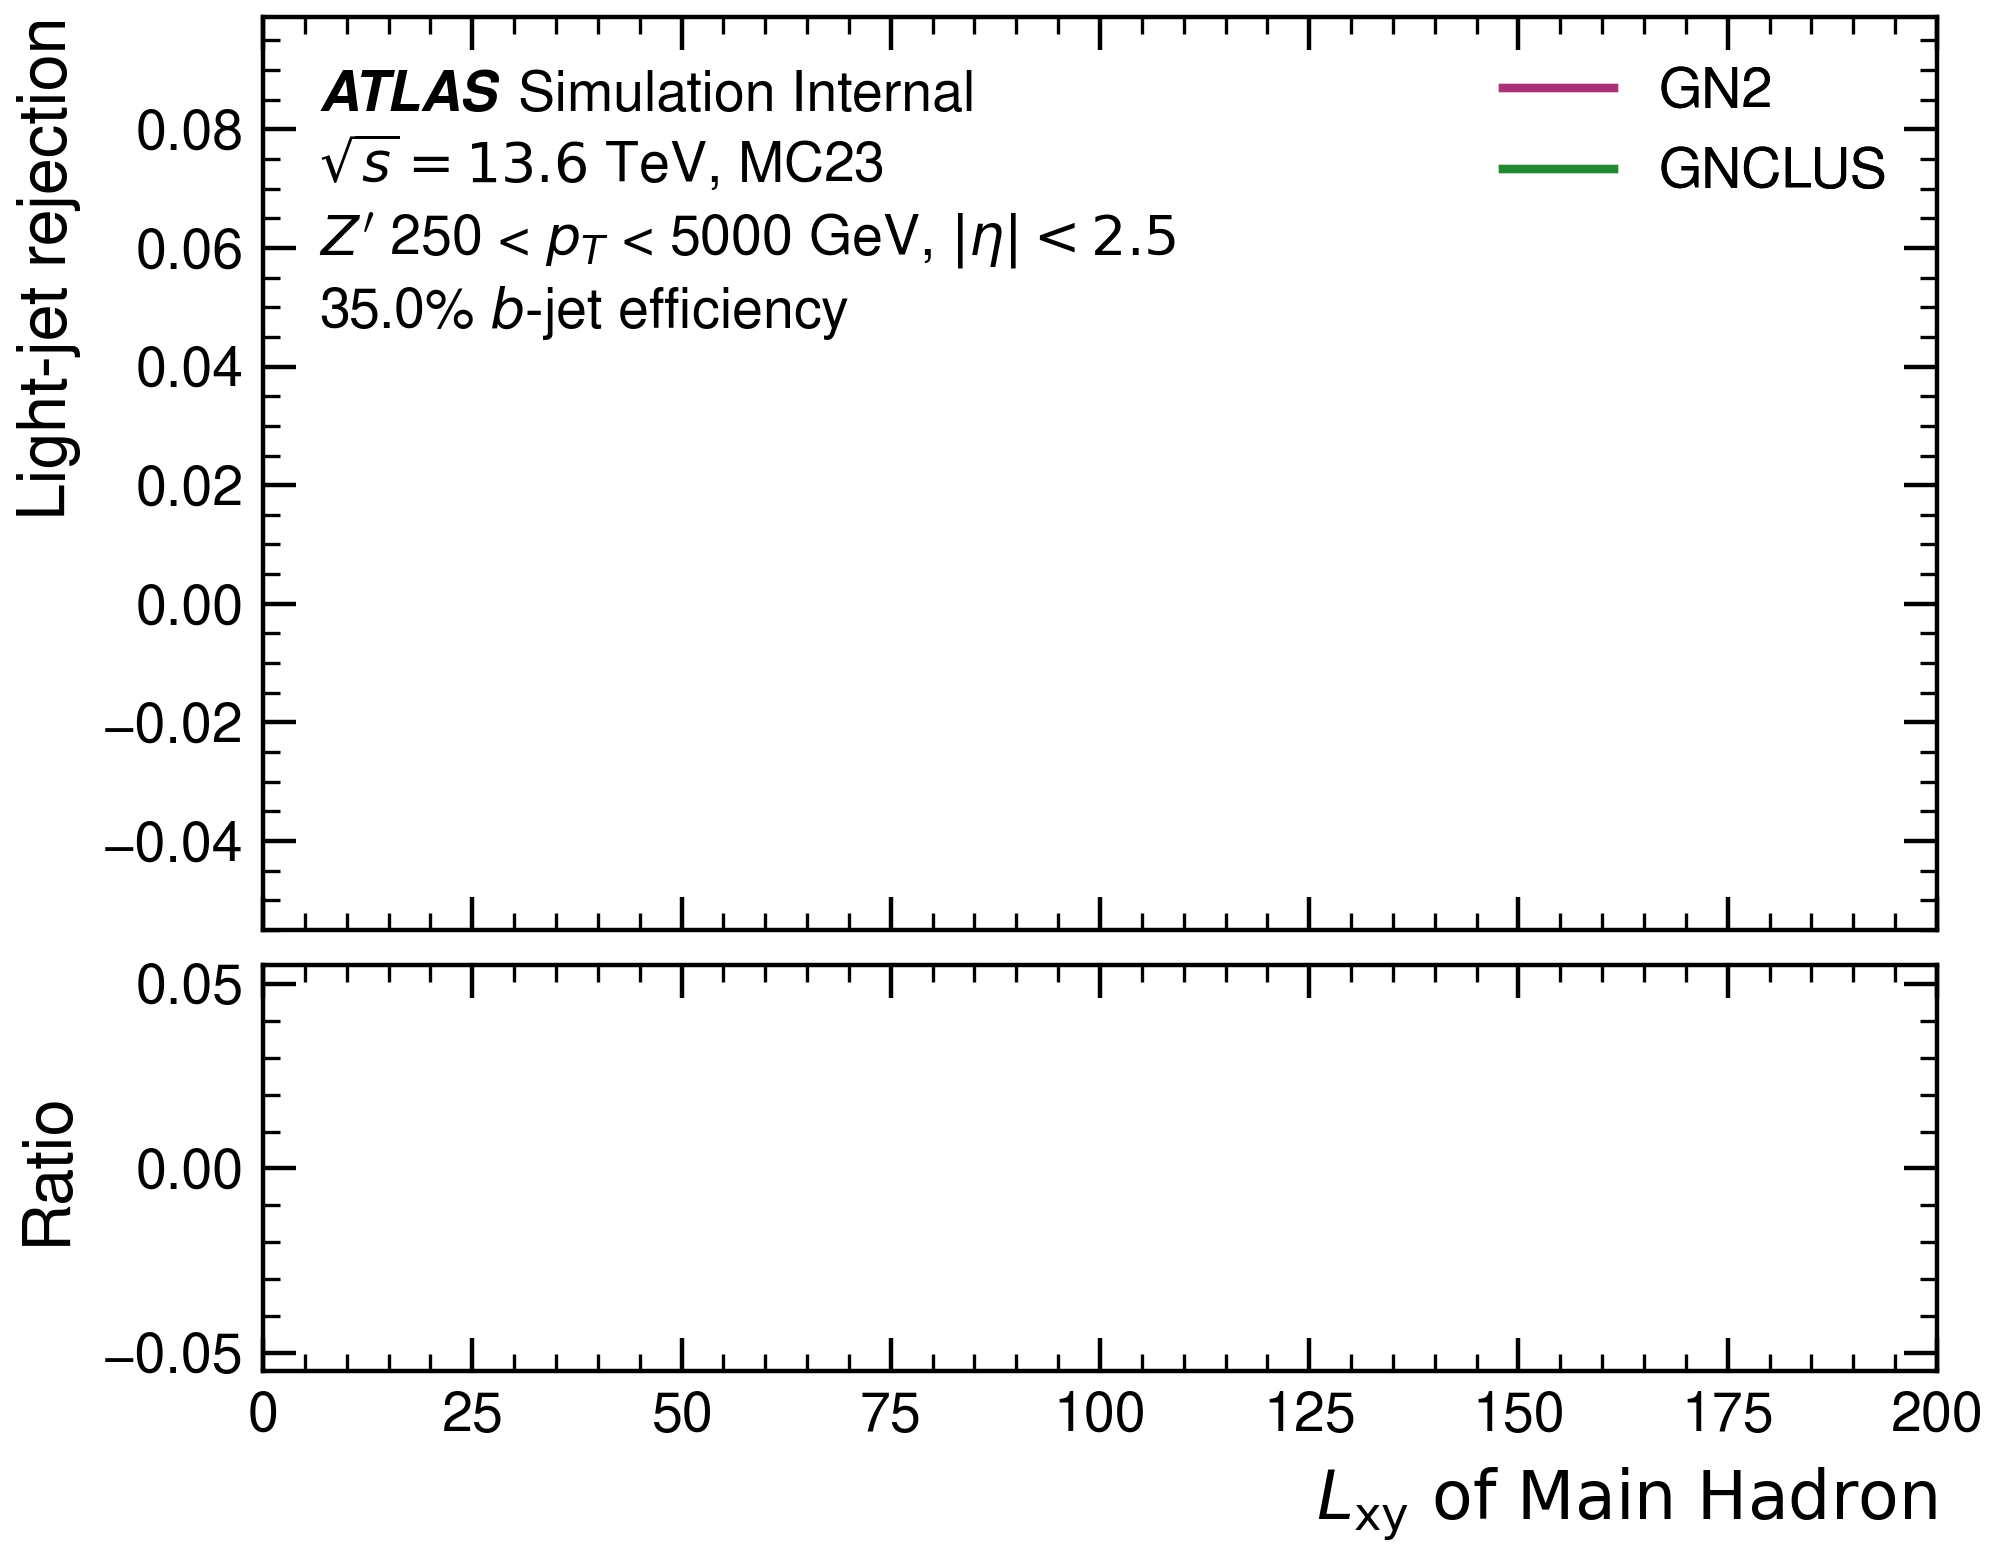 Light-jet rejection
ATLAS Simulation Internal
√s = 13.6 TeV, MC23
Z′ 250 < pT < 5000 GeV, |η| < 2.5
35.0% b-jet efficiency
GN2
GNCLUS
0.08
0.06
0.04
0.02
0.00
−0.02
−0.04
Ratio
0.05
0.00
−0.05
0 25 50 75 100 125 150 175 200
Lxy of Main Hadron